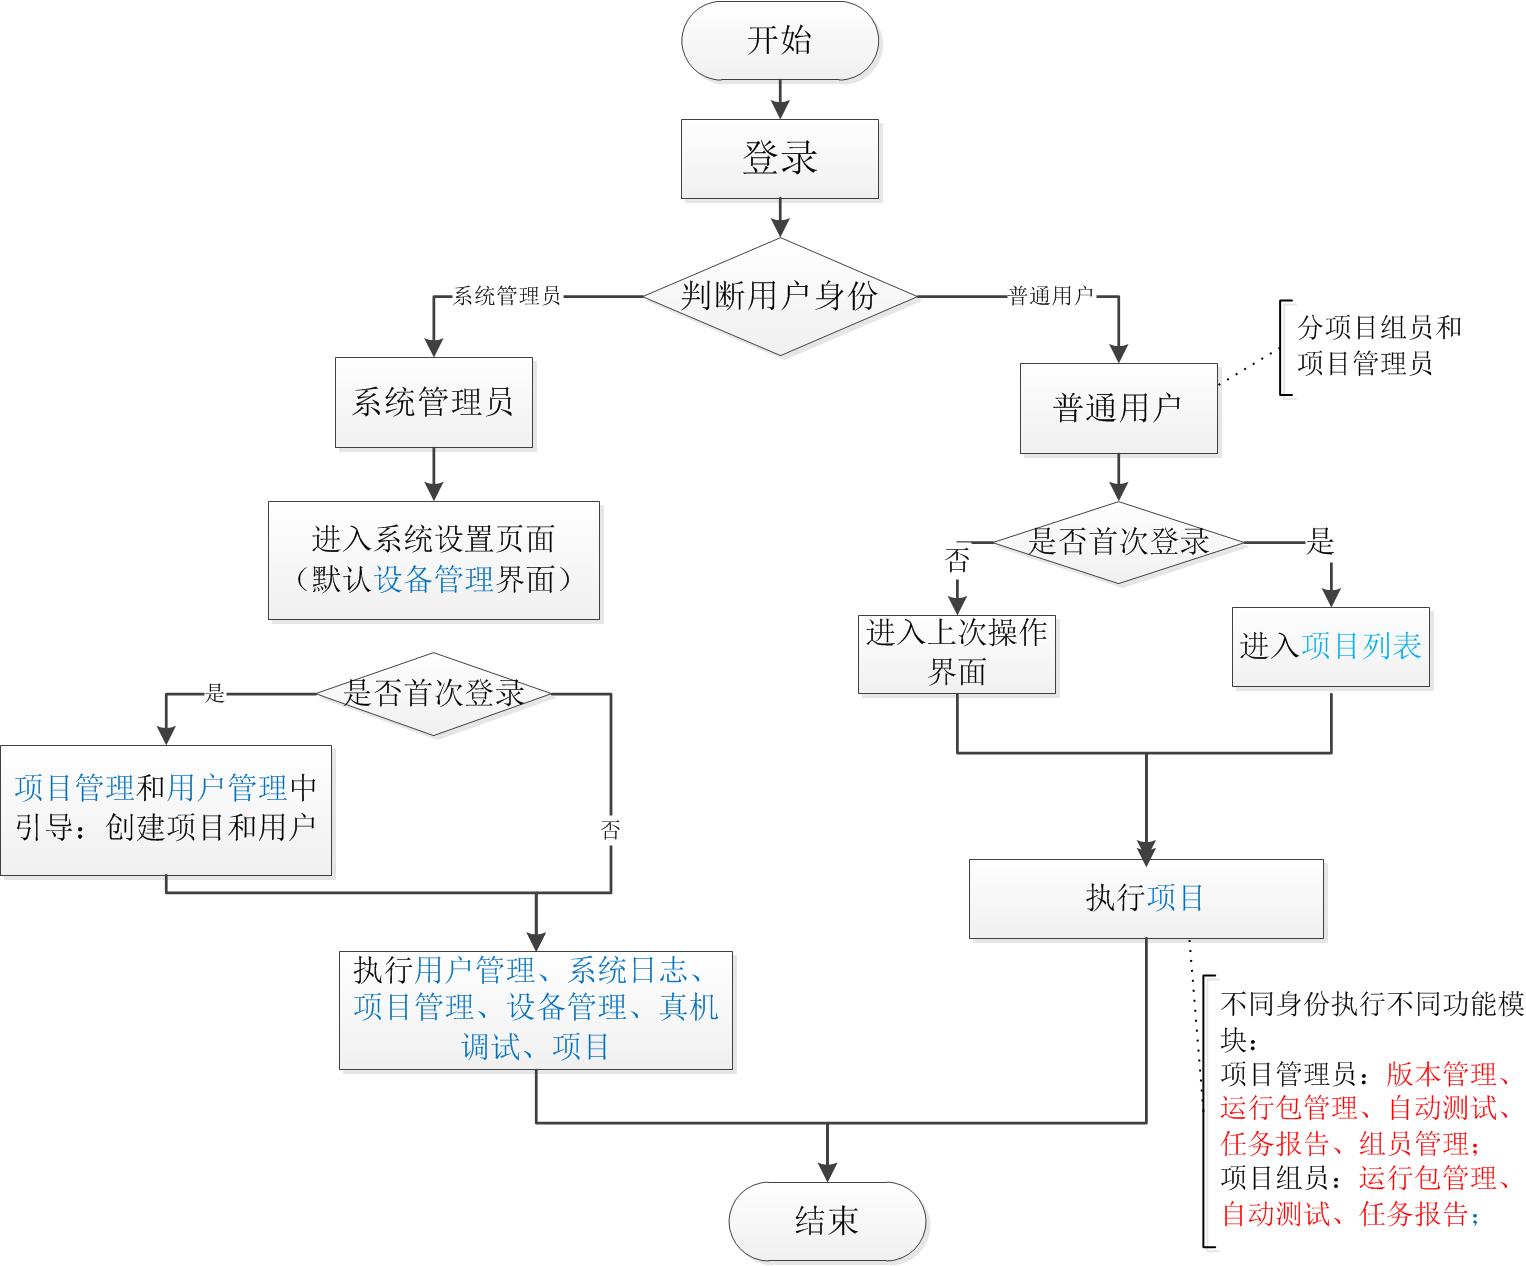 开始
登录
判断用户身份
系统管理员
普通用户
分项目组员和
项目管理员
系统管理员
普通用户
进入系统设置页面
（默认设备管理界面）
是否首次登录
否
是
进入上次操作
界面
进入项目列表
是否首次登录
是
否
项目管理和用户管理中
引导：创建项目和用户
执行项目
执行用户管理、系统日志、
项目管理、设备管理、真机
调试、项目
不同身份执行不同功能模
块：
项目管理员：版本管理、
运行包管理、自动测试、
任务报告、组员管理；
项目组员：运行包管理、
自动测试、任务报告；
结束